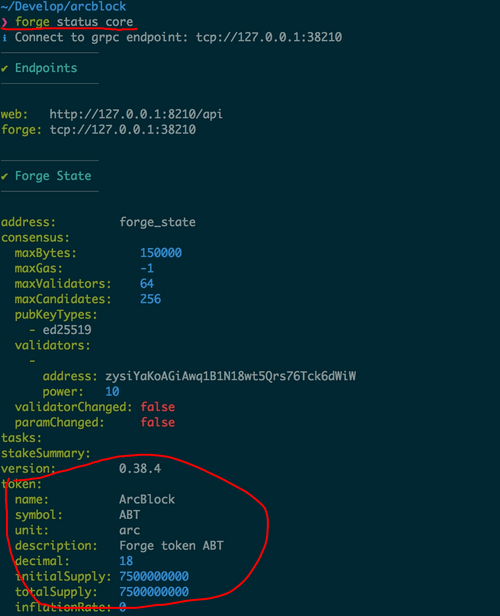 ~/Develop/arcblock
❯ forge status core
ℹ Connect to grpc endpoint: tcp://127.0.0.1:38210
✔ Endpoints
web: http://127.0.0.1:8210/api
forge: tcp://127.0.0.1:38210
✔ Forge State
address: forge_state
consensus:
maxBytes: 150000
maxGas: -1
maxValidators: 64
maxCandidates: 256
pubKeyTypes:
- ed25519
validators:
-
address: zysiYaKoAGiAwq1B1N18wt5Qrs76Tck6dWiW
power: 10
validatorChanged: false
paramChanged: false
tasks:
stakeSummary:
version: 0.38.4
token:
name: ArcBlock
symbol: ABT
unit: arc
description: Forge token ABT
decimal: 18
initialSupply: 7500000000
totalSupply: 7500000000
inflationRate: 0